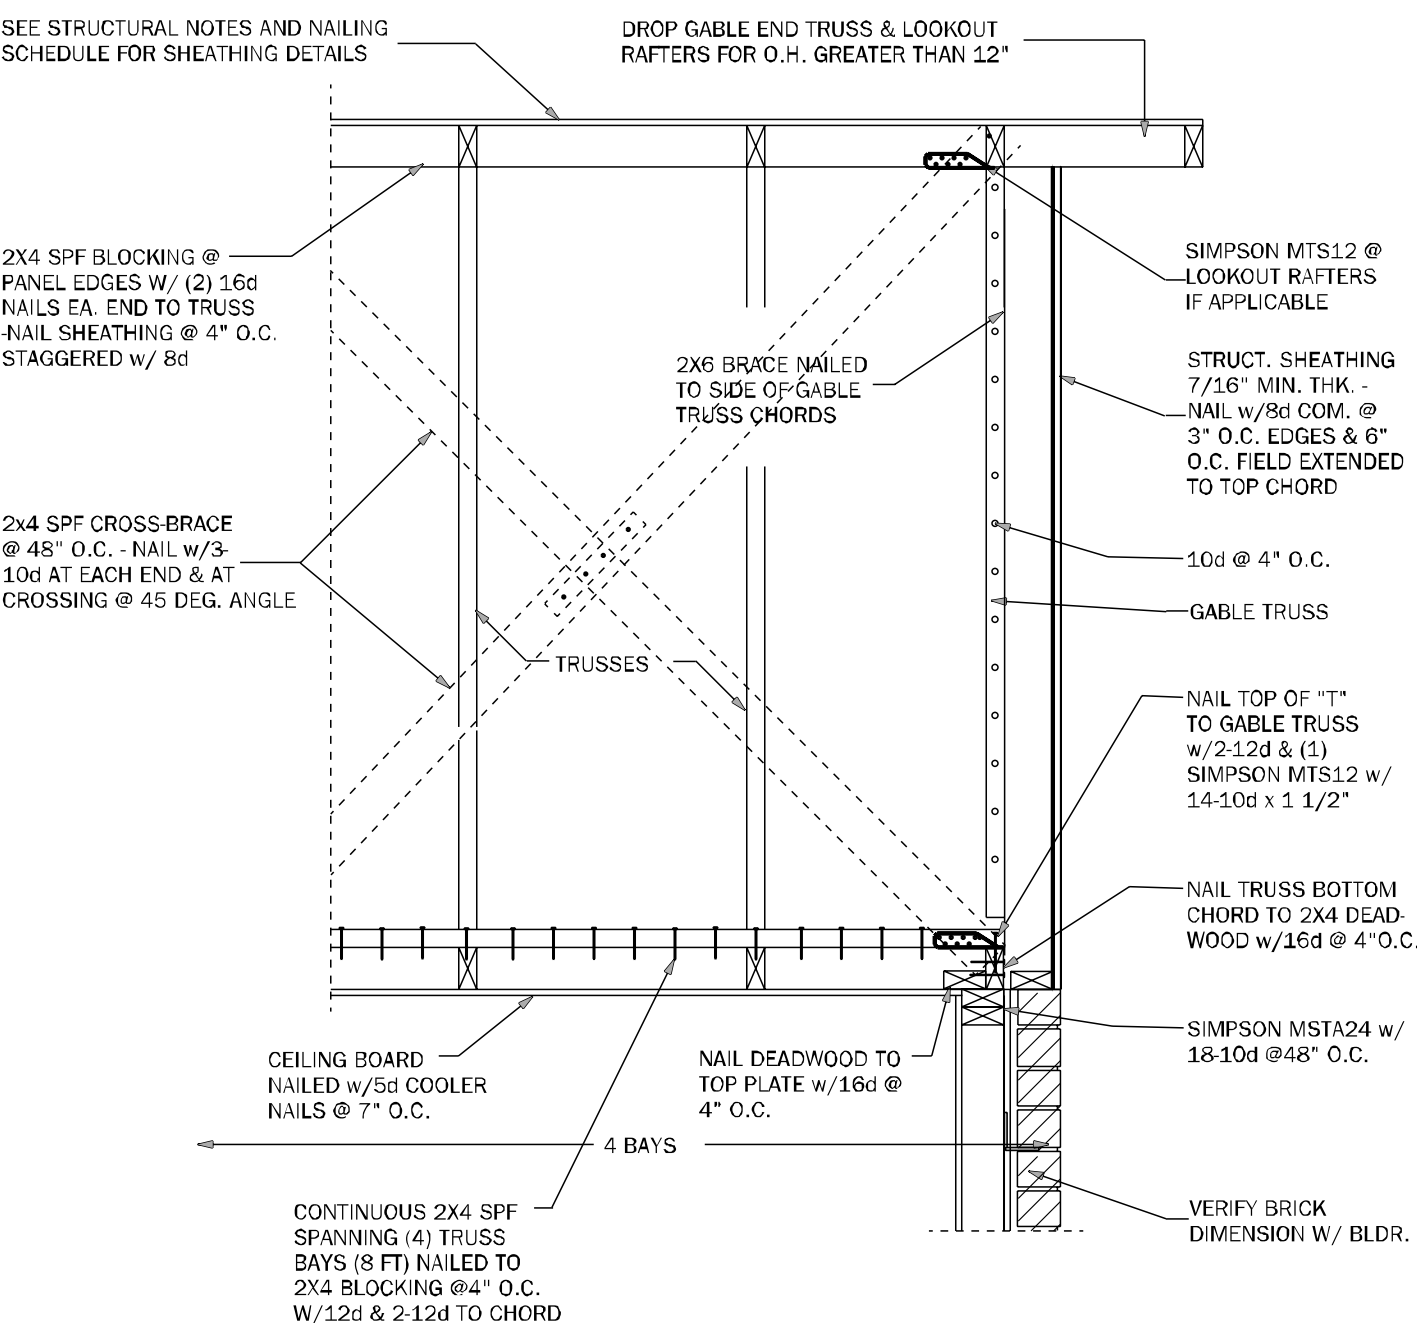 SEE STRUCTURAL NOTES AND NAILING
SCHEDULE FOR SHEATHING DETAILS
DROP GABLE END TRUSS & LOOKOUT
RAFTERS FOR O.H. GREATER THAN 12"
2X4 SPF BLOCKING @
PANEL EDGES W/ (2) 16d
NAILS EA. END TO TRUSS
-NAIL SHEATHING @ 4" O.C.
STAGGERED w/ 8d
SIMPSON MTS12 @
LOOKOUT RAFTERS
IF APPLICABLE
2X6 BRACE NAILED
TO SIDE OF GABLE
TRUSS CHORDS
STRUCT. SHEATHING
7/16" MIN. THK. -
NAIL w/8d COM. @
3" O.C. EDGES & 6"
O.C. FIELD EXTENDED
TO TOP CHORD
2x4 SPF CROSS-BRACE
@ 48" O.C. - NAIL w/3-
10d AT EACH END & AT
CROSSING @ 45 DEG. ANGLE
10d @ 4" O.C.
GABLE TRUSS
TRUSSES
NAIL TOP OF "T"
TO GABLE TRUSS
w/2-12d & (1)
SIMPSON MTS12 w/
14-10d x 1 1/2"
NAIL TRUSS BOTTOM
CHORD TO 2X4 DEAD-
WOOD w/16d @ 4"O.C.
CEILING BOARD
NAILED w/5d COOLER
NAILS @ 7" O.C.
NAIL DEADWOOD TO
TOP PLATE w/16d @
4" O.C.
SIMPSON MSTA24 w/
18-10d @48" O.C.
4 BAYS
CONTINUOUS 2X4 SPF
SPANNING (4) TRUSS
BAYS (8 FT) NAILED TO
2X4 BLOCKING @4" O.C.
W/12d & 2-12d TO CHORD
VERIFY BRICK
DIMENSION W/ BLDR.